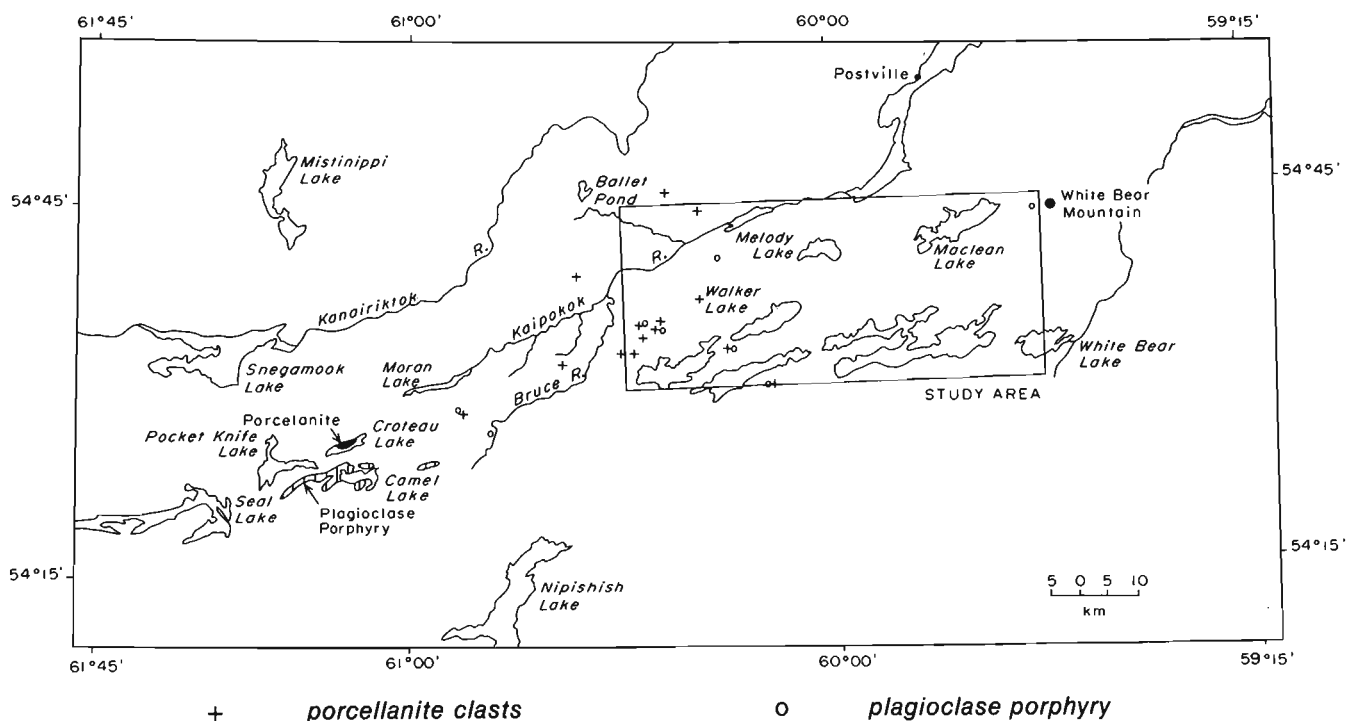 61°45'
61°00'
60°00'
59°15'
Postville
Mistinippi
Lake
54°45'
54°45'
Ballet
Pond
White Bear
Mountain
R.
R.
Melody
Lake
Maclean
Lake
Kanairiktok
Kaipokok
Walker
Lake
Snegamook
Lake
Moran
Lake
Bruce R.
White Bear
Lake
STUDY AREA
Porcelanite
Pocket Knife
Lake
Croteau
Lake
Camel
Lake
Seal
Lake
Plagioclase
Porphyry
54°15'
54°15'
Nipishish
Lake
5 0 5 10
km
61°45'
61°00'
60°00'
59°15'
+ porcellanite clasts
o plagioclase porphyry